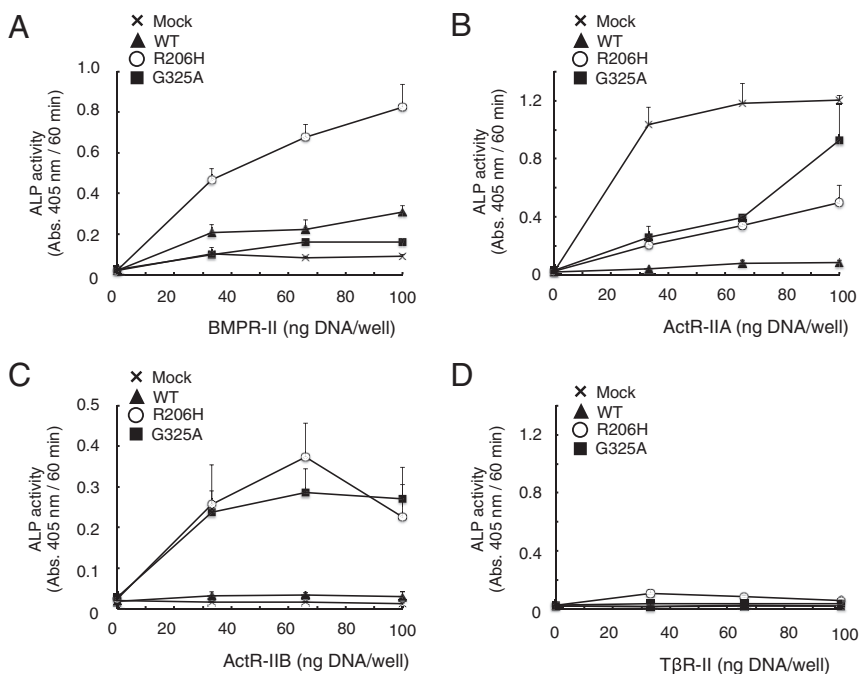 A
× Mock
▲ WT
○ R206H
■ G325A
ALP activity
(Abs. 405 nm / 60 min)
1.0
0.8
0.6
0.4
0.2
0
0 20 40 60 80 100
BMPR-II (ng DNA/well)
B
× Mock
▲ WT
○ R206H
■ G325A
ALP activity
(Abs. 405 nm / 60 min)
1.2
0.8
0.4
0
0 20 40 60 80 100
ActR-IIA (ng DNA/well)
C
× Mock
▲ WT
○ R206H
■ G325A
ALP activity
(Abs. 405 nm / 60 min)
0.5
0.4
0.3
0.2
0.1
0
0 20 40 60 80 100
ActR-IIB (ng DNA/well)
D
× Mock
▲ WT
○ R206H
■ G325A
ALP activity
(Abs. 405 nm / 60 min)
1.2
0.8
0.4
0
0 20 40 60 80 100
TβR-II (ng DNA/well)